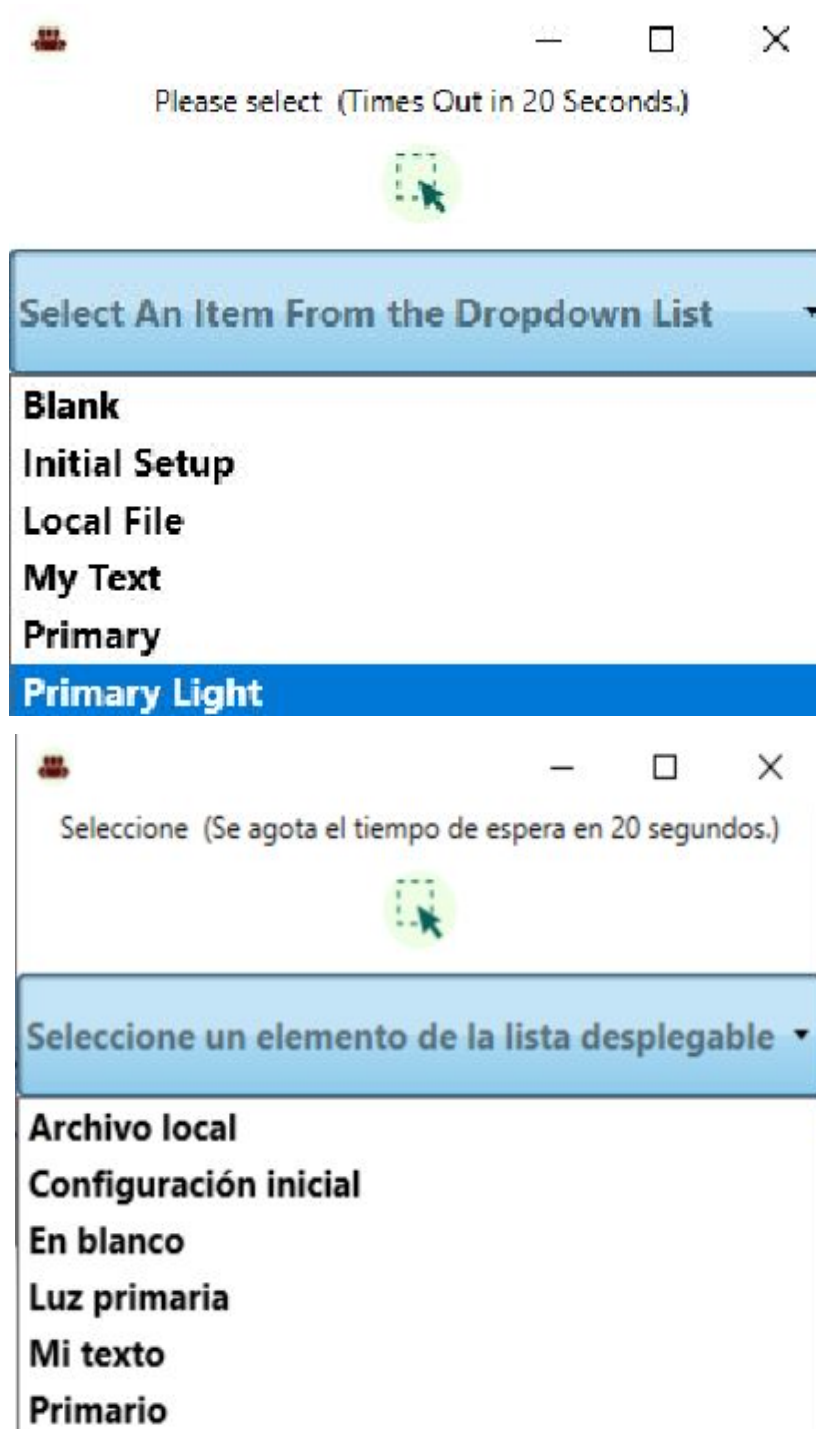 Please select (Times Out in 20 Seconds.)
Select An Item From the Dropdown List
Blank
Initial Setup
Local File
My Text
Primary
Primary Light
Seleccione (Se agota el tiempo de espera en 20 segundos.)
Seleccione un elemento de la lista desplegable
Archivo local
Configuración inicial
En blanco
Luz primaria
Mi texto
Primario